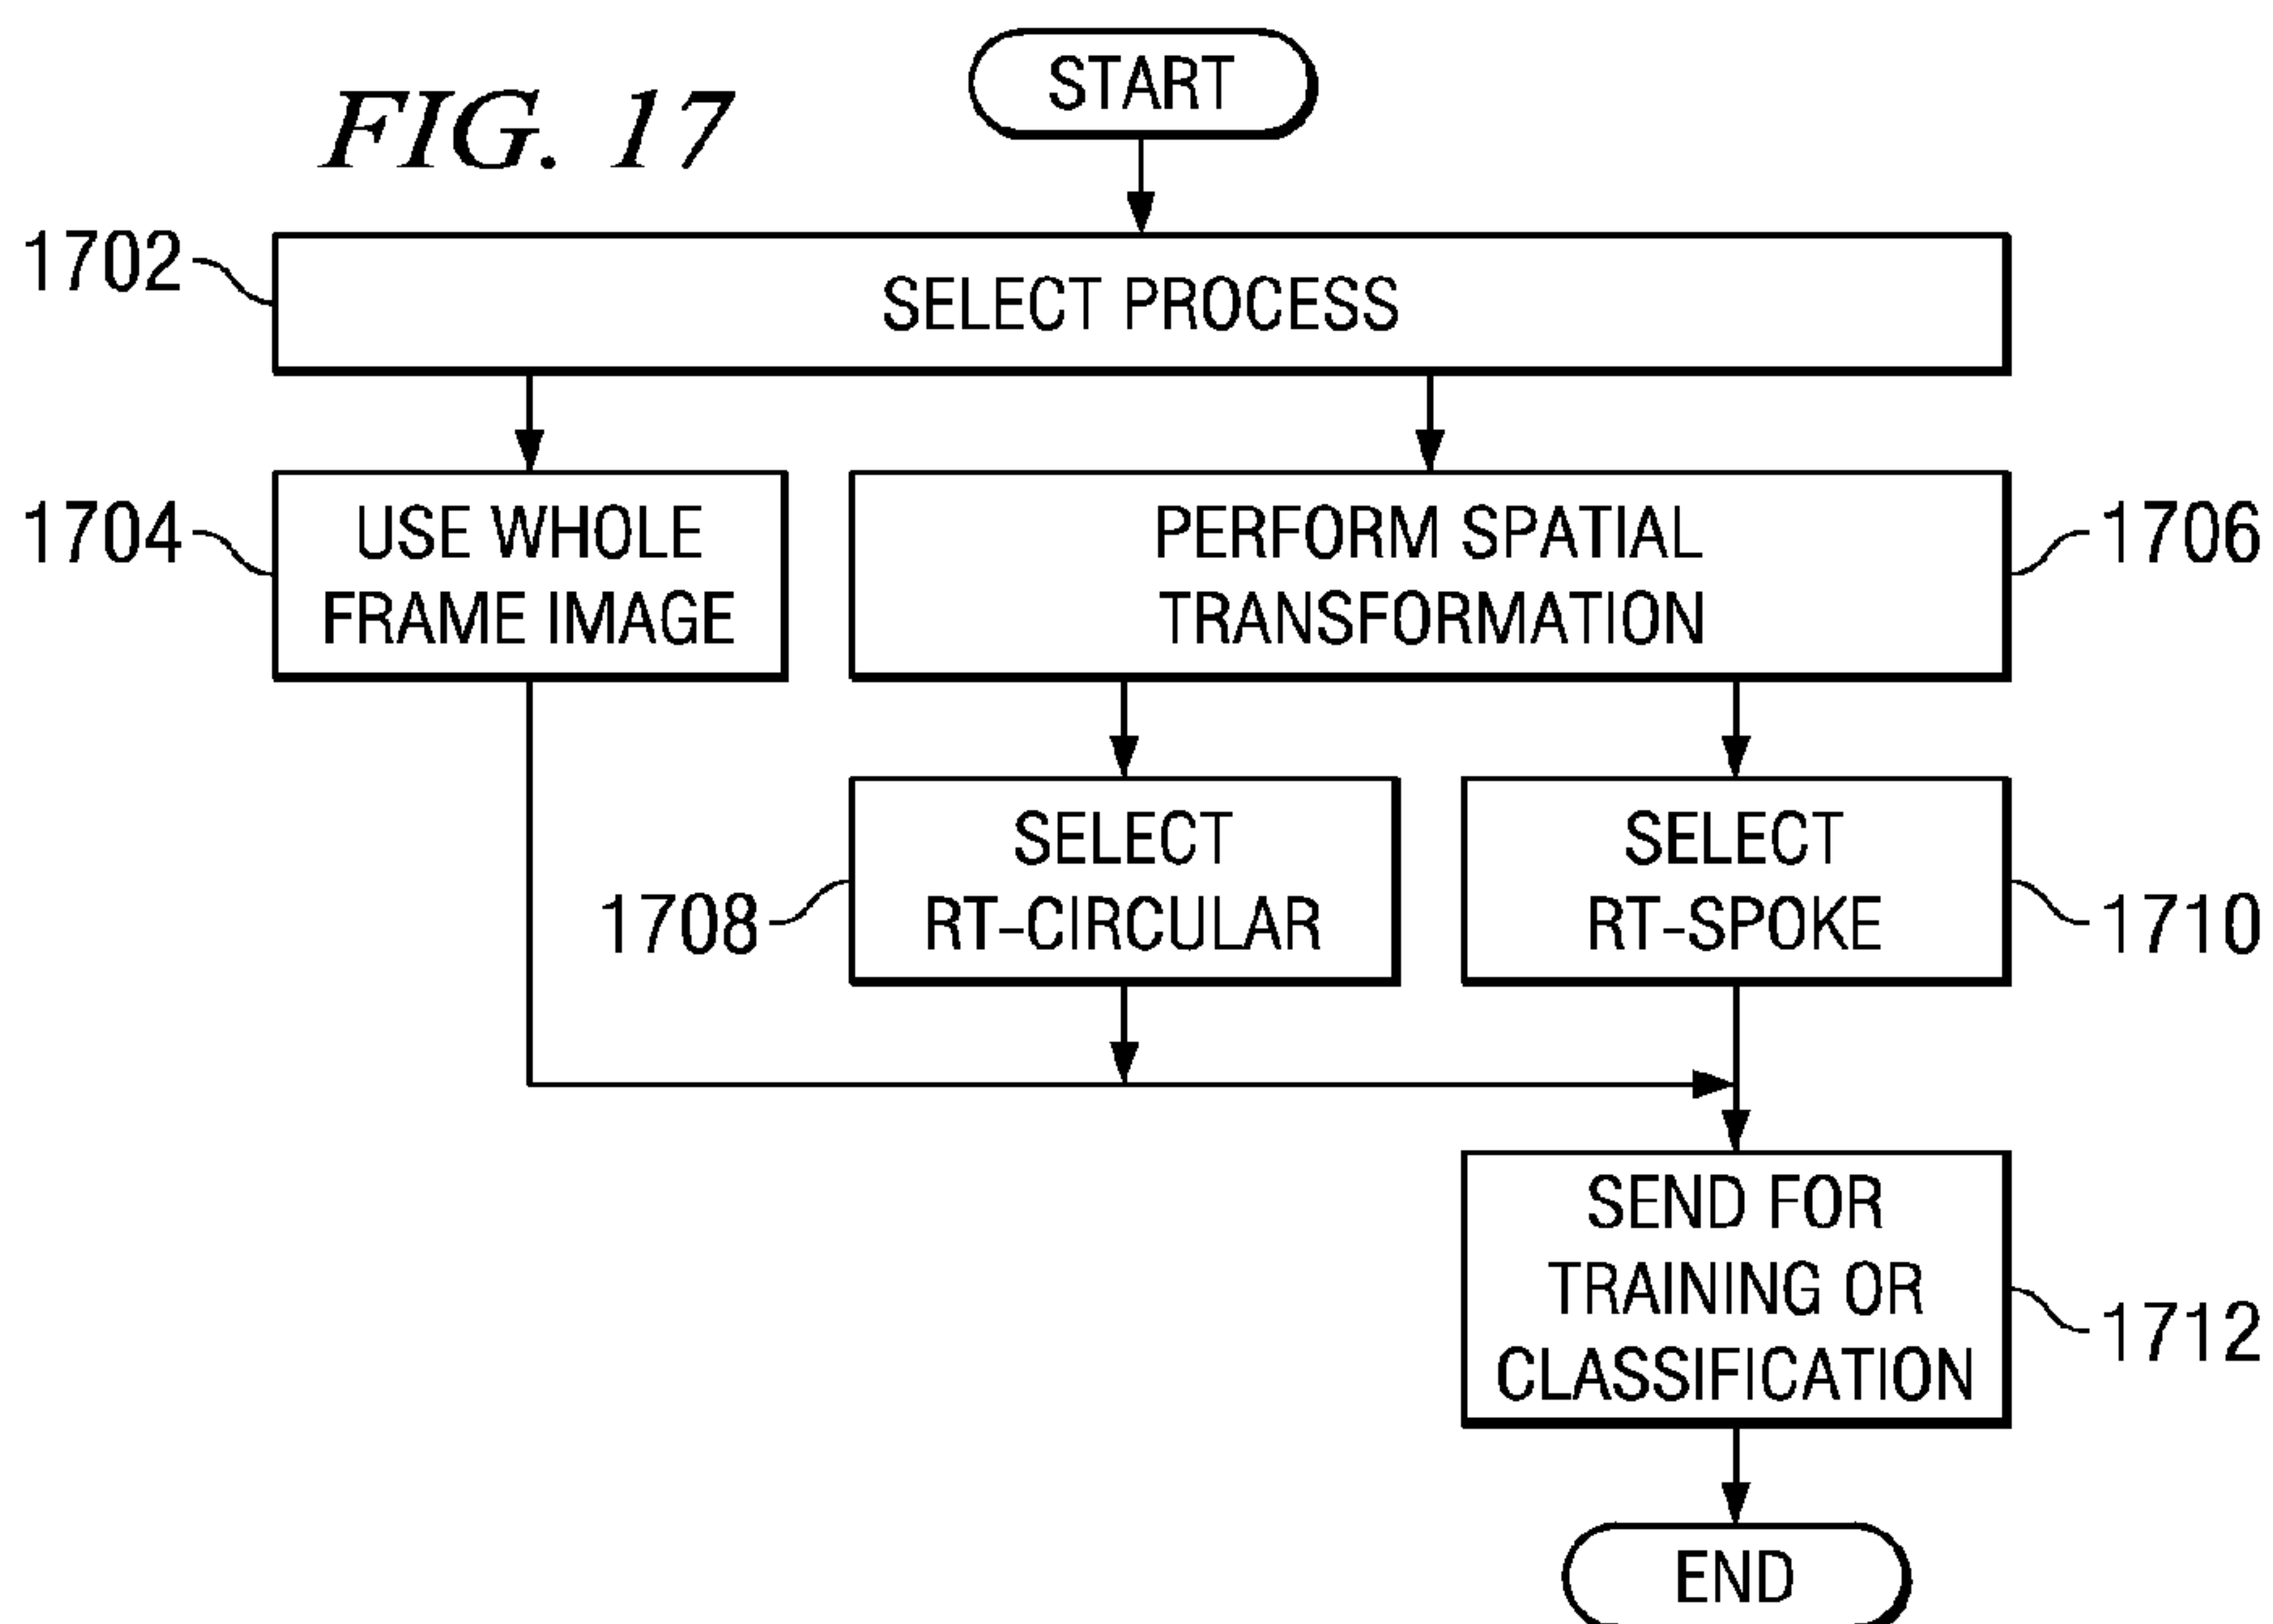 FIG. 17
START
1702
SELECT PROCESS
1704
USE WHOLE
FRAME IMAGE
PERFORM SPATIAL
TRANSFORMATION
1706
1708
SELECT
RT-CIRCULAR
SELECT
RT-SPOKE
1710
SEND FOR
TRAINING OR
CLASSIFICATION
1712
END